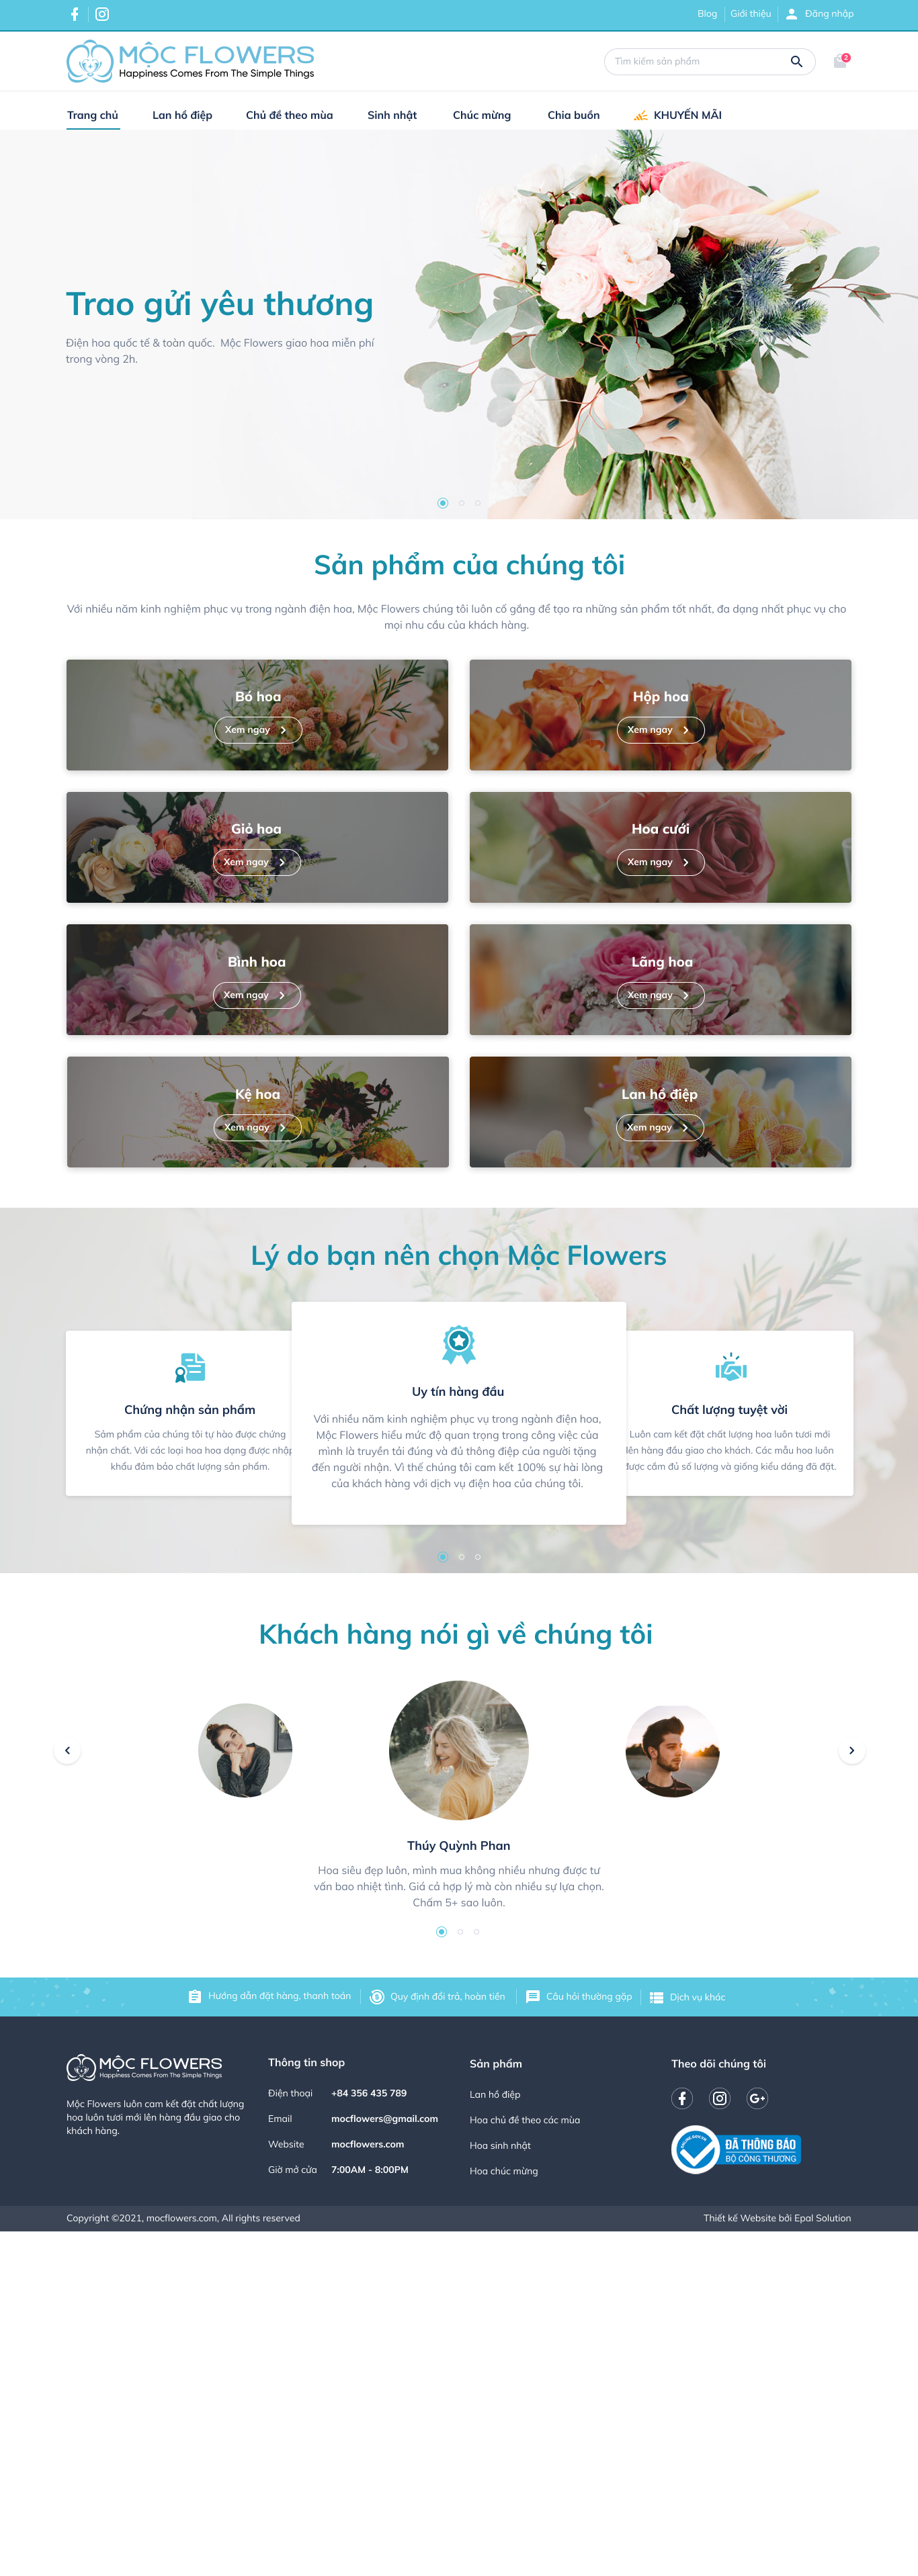 Blog
Giới thiệu
Đăng nhập
MỘC FLOWERS
Happiness Comes From The Simple Things
Tìm kiếm sản phẩm
2
Trang chủ
Lan hồ điệp
Chủ đề theo mùa
Sinh nhật
Chúc mừng
Chia buồn
KHUYẾN MÃI
Trao gửi yêu thương
Điện hoa quốc tế & toàn quốc. Mộc Flowers giao hoa miễn phí
trong vòng 2h.
Sản phẩm của chúng tôi
Với nhiều năm kinh nghiệm phục vụ trong ngành điện hoa, Mộc Flowers chúng tôi luôn cố gắng để tạo ra những sản phẩm tốt nhất, đa dạng nhất phục vụ cho
mọi nhu cầu của khách hàng.
Bó hoa
Xem ngay
Hộp hoa
Xem ngay
Giỏ hoa
Xem ngay
Hoa cưới
Xem ngay
Bình hoa
Xem ngay
Lãng hoa
Xem ngay
Kệ hoa
Xem ngay
Lan hồ điệp
Xem ngay
Lý do bạn nên chọn Mộc Flowers
Chứng nhận sản phẩm
Sảm phẩm của chúng tôi tự hào được chứng
nhận chất. Với các loại hoa hoa dạng được nhập
khẩu đảm bảo chất lượng sản phẩm.
Uy tín hàng đầu
Với nhiều năm kinh nghiệm phục vụ trong ngành điện hoa,
Mộc Flowers hiểu mức độ quan trọng trong công việc của
mình là truyền tải đúng và đủ thông điệp của người tặng
đến người nhận. Vì thế chúng tôi cam kết 100% sự hài lòng
của khách hàng với dịch vụ điện hoa của chúng tôi.
Chất lượng tuyệt vời
Luôn cam kết đặt chất lượng hoa luôn tươi mới
lên hàng đầu giao cho khách. Các mẫu hoa luôn
được cắm đủ số lượng và giống kiểu dáng đã đặt.
Khách hàng nói gì về chúng tôi
Thúy Quỳnh Phan
Hoa siêu đẹp luôn, mình mua không nhiều nhưng được tư
vấn bao nhiệt tình. Giá cả hợp lý mà còn nhiều sự lựa chọn.
Chấm 5+ sao luôn.
Hướng dẫn đặt hàng, thanh toán
Quy định đổi trả, hoàn tiền
Câu hỏi thường gặp
Dịch vụ khác
MỘC FLOWERS
Happiness Comes From The Simple Things
Mộc Flowers luôn cam kết đặt chất lượng
hoa luôn tươi mới lên hàng đầu giao cho
khách hàng.
Thông tin shop
Điện thoại
+84 356 435 789
Email
mocflowers@gmail.com
Website
mocflowers.com
Giờ mở cửa
7:00AM - 8:00PM
Sản phẩm
Lan hồ điệp
Hoa chủ đề theo các mùa
Hoa sinh nhật
Hoa chúc mừng
Theo dõi chúng tôi
G+
ONLINE.GOV.VN
ĐÃ THÔNG BÁO
BỘ CÔNG THƯƠNG
Copyright ©2021, mocflowers.com, All rights reserved
Thiết kế Website bởi Epal Solution